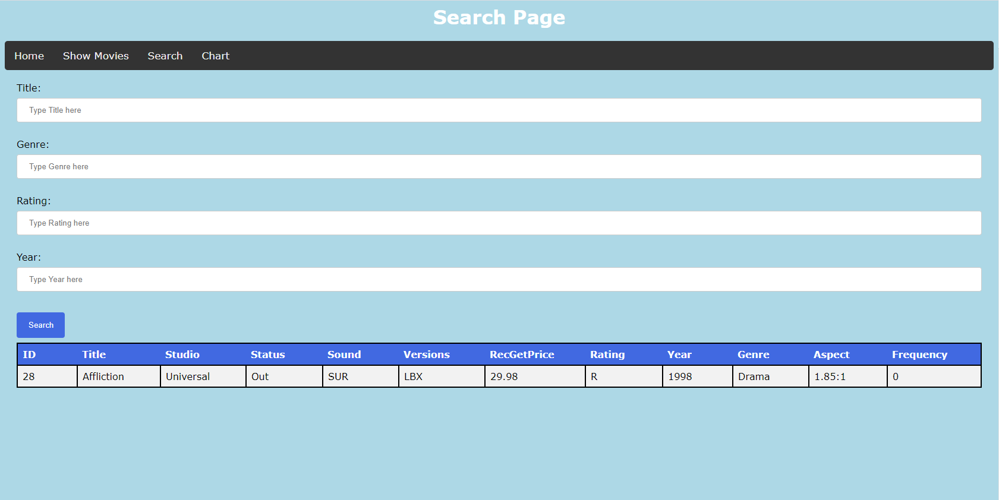 Search Page
Home Show Movies Search Chart
Title:
Type Title here
Genre:
Type Genre here
Rating:
Type Rating here
Year:
Type Year here
Search
ID Title Studio Status Sound Versions RecGetPrice Rating Year Genre Aspect Frequency
28 Affliction Universal Out SUR LBX 29.98 R 1998 Drama 1.85:1 0